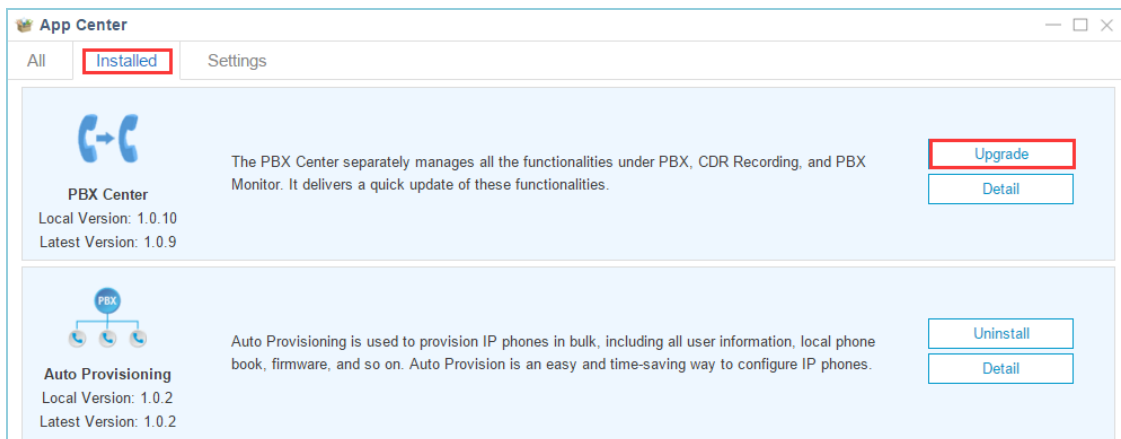 App Center
All Installed Settings
PBX Center
Local Version: 1.0.10
Latest Version: 1.0.9
The PBX Center separately manages all the functionalities under PBX, CDR Recording, and PBX
Monitor. It delivers a quick update of these functionalities.
Upgrade
Detail
PBX
Auto Provisioning
Local Version: 1.0.2
Latest Version: 1.0.2
Auto Provisioning is used to provision IP phones in bulk, including all user information, local phone
book, firmware, and so on. Auto Provision is an easy and time-saving way to configure IP phones.
Uninstall
Detail